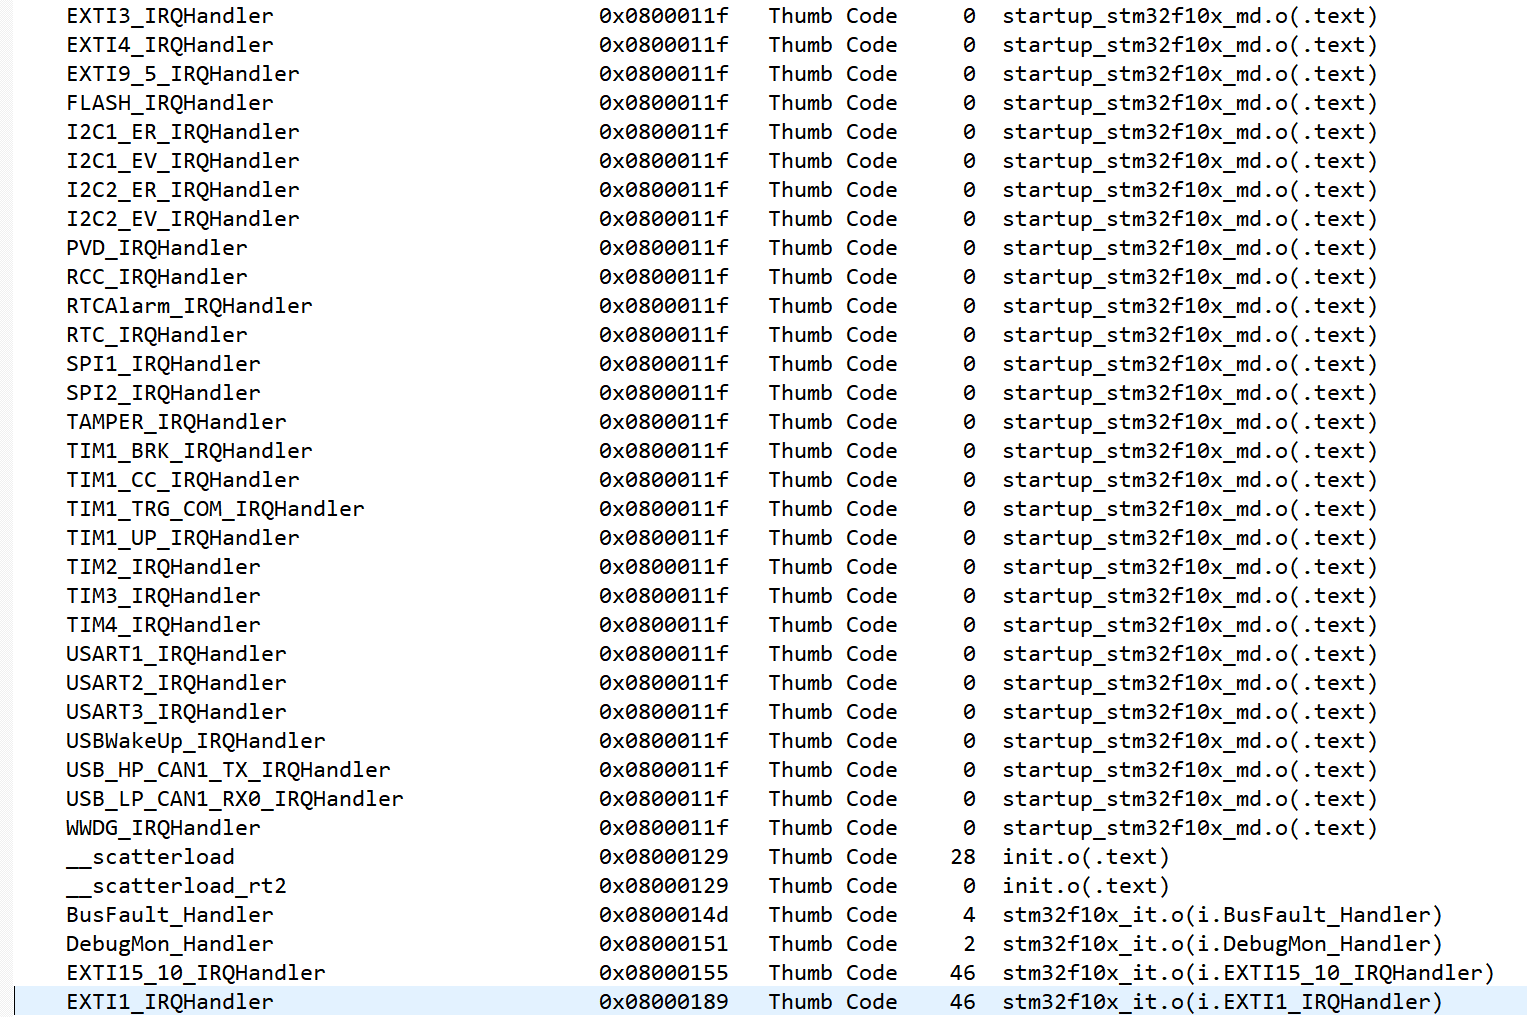 EXTI3_IRQHandler 0x0800011f Thumb Code 0 startup_stm32f10x_md.o(.text)
EXTI4_IRQHandler 0x0800011f Thumb Code 0 startup_stm32f10x_md.o(.text)
EXTI9_5_IRQHandler 0x0800011f Thumb Code 0 startup_stm32f10x_md.o(.text)
FLASH_IRQHandler 0x0800011f Thumb Code 0 startup_stm32f10x_md.o(.text)
I2C1_ER_IRQHandler 0x0800011f Thumb Code 0 startup_stm32f10x_md.o(.text)
I2C1_EV_IRQHandler 0x0800011f Thumb Code 0 startup_stm32f10x_md.o(.text)
I2C2_ER_IRQHandler 0x0800011f Thumb Code 0 startup_stm32f10x_md.o(.text)
I2C2_EV_IRQHandler 0x0800011f Thumb Code 0 startup_stm32f10x_md.o(.text)
PVD_IRQHandler 0x0800011f Thumb Code 0 startup_stm32f10x_md.o(.text)
RCC_IRQHandler 0x0800011f Thumb Code 0 startup_stm32f10x_md.o(.text)
RTCAlarm_IRQHandler 0x0800011f Thumb Code 0 startup_stm32f10x_md.o(.text)
RTC_IRQHandler 0x0800011f Thumb Code 0 startup_stm32f10x_md.o(.text)
SPI1_IRQHandler 0x0800011f Thumb Code 0 startup_stm32f10x_md.o(.text)
SPI2_IRQHandler 0x0800011f Thumb Code 0 startup_stm32f10x_md.o(.text)
TAMPER_IRQHandler 0x0800011f Thumb Code 0 startup_stm32f10x_md.o(.text)
TIM1_BRK_IRQHandler 0x0800011f Thumb Code 0 startup_stm32f10x_md.o(.text)
TIM1_CC_IRQHandler 0x0800011f Thumb Code 0 startup_stm32f10x_md.o(.text)
TIM1_TRG_COM_IRQHandler 0x0800011f Thumb Code 0 startup_stm32f10x_md.o(.text)
TIM1_UP_IRQHandler 0x0800011f Thumb Code 0 startup_stm32f10x_md.o(.text)
TIM2_IRQHandler 0x0800011f Thumb Code 0 startup_stm32f10x_md.o(.text)
TIM3_IRQHandler 0x0800011f Thumb Code 0 startup_stm32f10x_md.o(.text)
TIM4_IRQHandler 0x0800011f Thumb Code 0 startup_stm32f10x_md.o(.text)
USART1_IRQHandler 0x0800011f Thumb Code 0 startup_stm32f10x_md.o(.text)
USART2_IRQHandler 0x0800011f Thumb Code 0 startup_stm32f10x_md.o(.text)
USART3_IRQHandler 0x0800011f Thumb Code 0 startup_stm32f10x_md.o(.text)
USBWakeUp_IRQHandler 0x0800011f Thumb Code 0 startup_stm32f10x_md.o(.text)
USB_HP_CAN1_TX_IRQHandler 0x0800011f Thumb Code 0 startup_stm32f10x_md.o(.text)
USB_LP_CAN1_RX0_IRQHandler 0x0800011f Thumb Code 0 startup_stm32f10x_md.o(.text)
WWDG_IRQHandler 0x0800011f Thumb Code 0 startup_stm32f10x_md.o(.text)
__scatterload 0x08000129 Thumb Code 28 init.o(.text)
__scatterload_rt2 0x08000129 Thumb Code 0 init.o(.text)
BusFault_Handler 0x0800014d Thumb Code 4 stm32f10x_it.o(i.BusFault_Handler)
DebugMon_Handler 0x08000151 Thumb Code 2 stm32f10x_it.o(i.DebugMon_Handler)
EXTI15_10_IRQHandler 0x08000155 Thumb Code 46 stm32f10x_it.o(i.EXTI15_10_IRQHandler)
EXTI1_IRQHandler 0x08000189 Thumb Code 46 stm32f10x_it.o(i.EXTI1_IRQHandler)